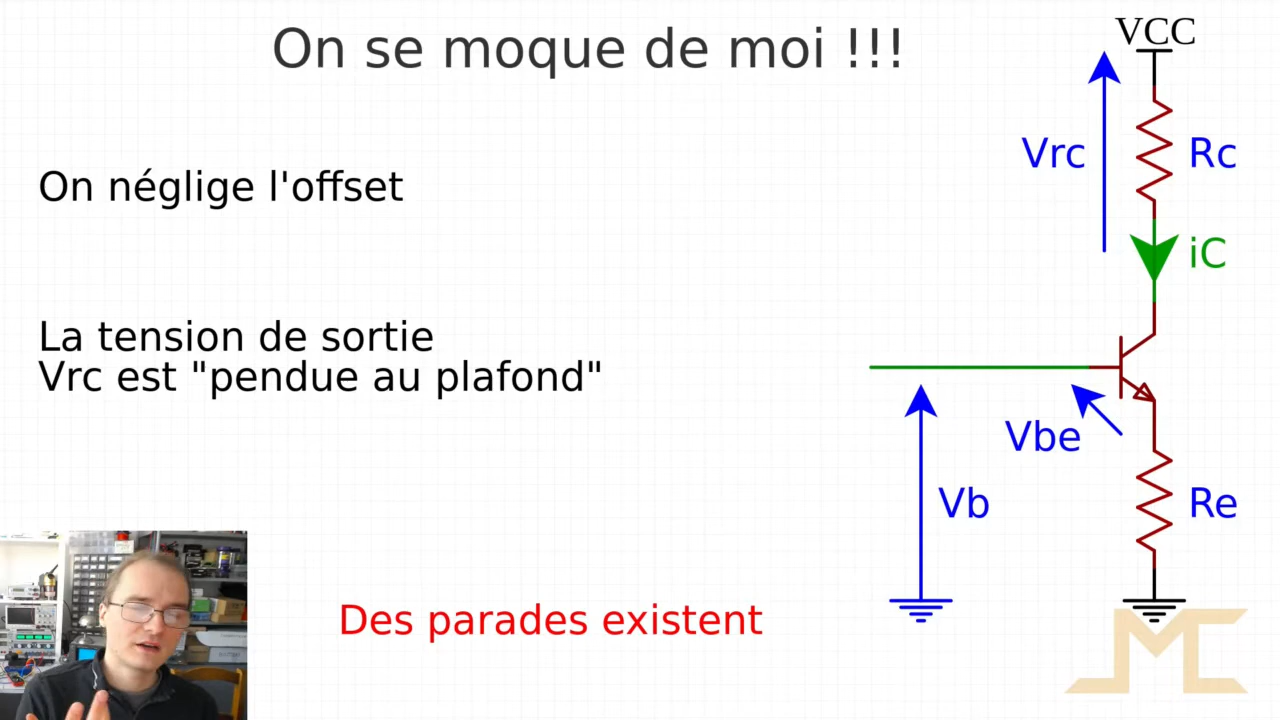 On se moque de moi !!!
VCC
Vrc
Rc
On néglige l'offset
iC
La tension de sortie
Vrc est "pendue au plafond"
Vbe
Vb
Re
Des parades existent
JMC